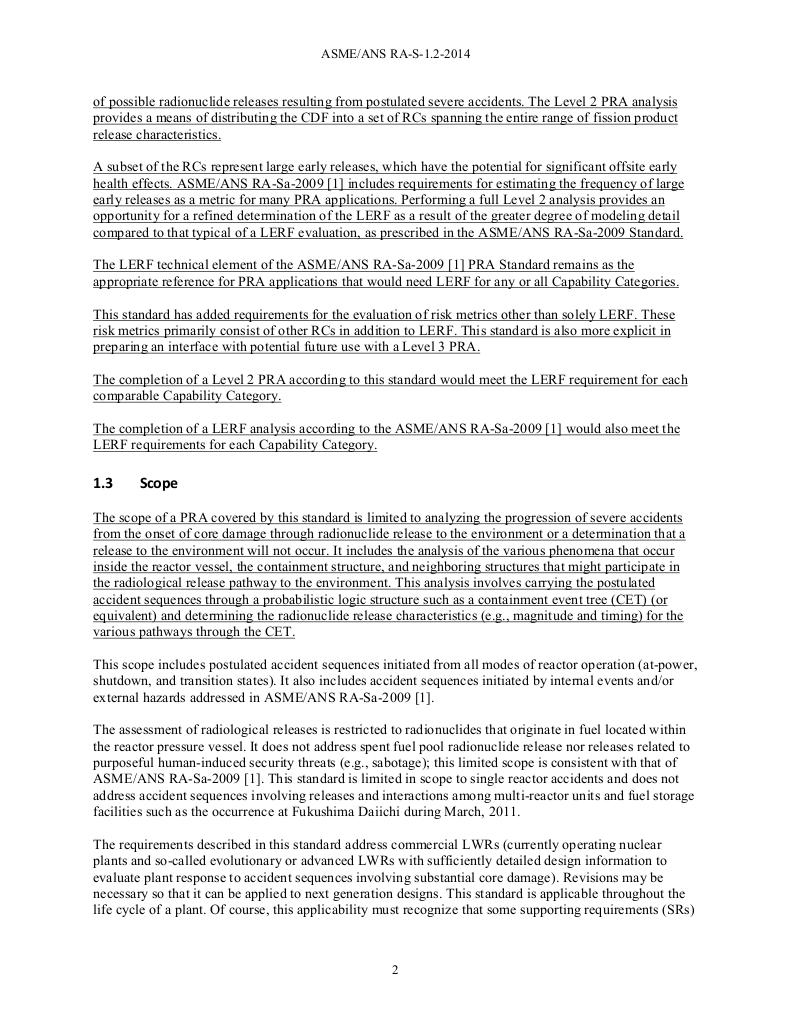 ASME/ANS RA-S-1.2-2014
of possible radionuclide releases resulting from postulated severe accidents. The Level 2 PRA analysis
provides a means of distributing the CDF into a set of RCs spanning the entire range of fission product
release characteristics.
A subset of the RCs represent large early releases, which have the potential for significant offsite early
health effects. ASME/ANS RA-Sa-2009 [1] includes requirements for estimating the frequency of large
early releases as a metric for many PRA applications. Performing a full Level 2 analysis provides an
opportunity for a refined determination of the LERF as a result of the greater degree of modeling detail
compared to that typical of a LERF evaluation, as prescribed in the ASME/ANS RA-Sa-2009 Standard.
The LERF technical element of the ASME/ANS RA-Sa-2009 [1] PRA Standard remains as the
appropriate reference for PRA applications that would need LERF for any or all Capability Categories.
This standard has added requirements for the evaluation of risk metrics other than solely LERF. These
risk metrics primarily consist of other RCs in addition to LERF. This standard is also more explicit in
preparing an interface with potential future use with a Level 3 PRA.
The completion of a Level 2 PRA according to this standard would meet the LERF requirement for each
comparable Capability Category.
The completion of a LERF analysis according to the ASME/ANS RA-Sa-2009 [1] would also meet the
LERF requirements for each Capability Category.
1.3 Scope
The scope of a PRA covered by this standard is limited to analyzing the progression of severe accidents
from the onset of core damage through radionuclide release to the environment or a determination that a
release to the environment will not occur. It includes the analysis of the various phenomena that occur
inside the reactor vessel, the containment structure, and neighboring structures that might participate in
the radiological release pathway to the environment. This analysis involves carrying the postulated
accident sequences through a probabilistic logic structure such as a containment event tree (CET) (or
equivalent) and determining the radionuclide release characteristics (e.g., magnitude and timing) for the
various pathways through the CET.
This scope includes postulated accident sequences initiated from all modes of reactor operation (at-power,
shutdown, and transition states). It also includes accident sequences initiated by internal events and/or
external hazards addressed in ASME/ANS RA-Sa-2009 [1].
The assessment of radiological releases is restricted to radionuclides that originate in fuel located within
the reactor pressure vessel. It does not address spent fuel pool radionuclide release nor releases related to
purposeful human-induced security threats (e.g., sabotage); this limited scope is consistent with that of
ASME/ANS RA-Sa-2009 [1]. This standard is limited in scope to single reactor accidents and does not
address accident sequences involving releases and interactions among multi-reactor units and fuel storage
facilities such as the occurrence at Fukushima Daiichi during March, 2011.
The requirements described in this standard address commercial LWRs (currently operating nuclear
plants and so-called evolutionary or advanced LWRs with sufficiently detailed design information to
evaluate plant response to accident sequences involving substantial core damage). Revisions may be
necessary so that it can be applied to next generation designs. This standard is applicable throughout the
life cycle of a plant. Of course, this applicability must recognize that some supporting requirements (SRs)
2